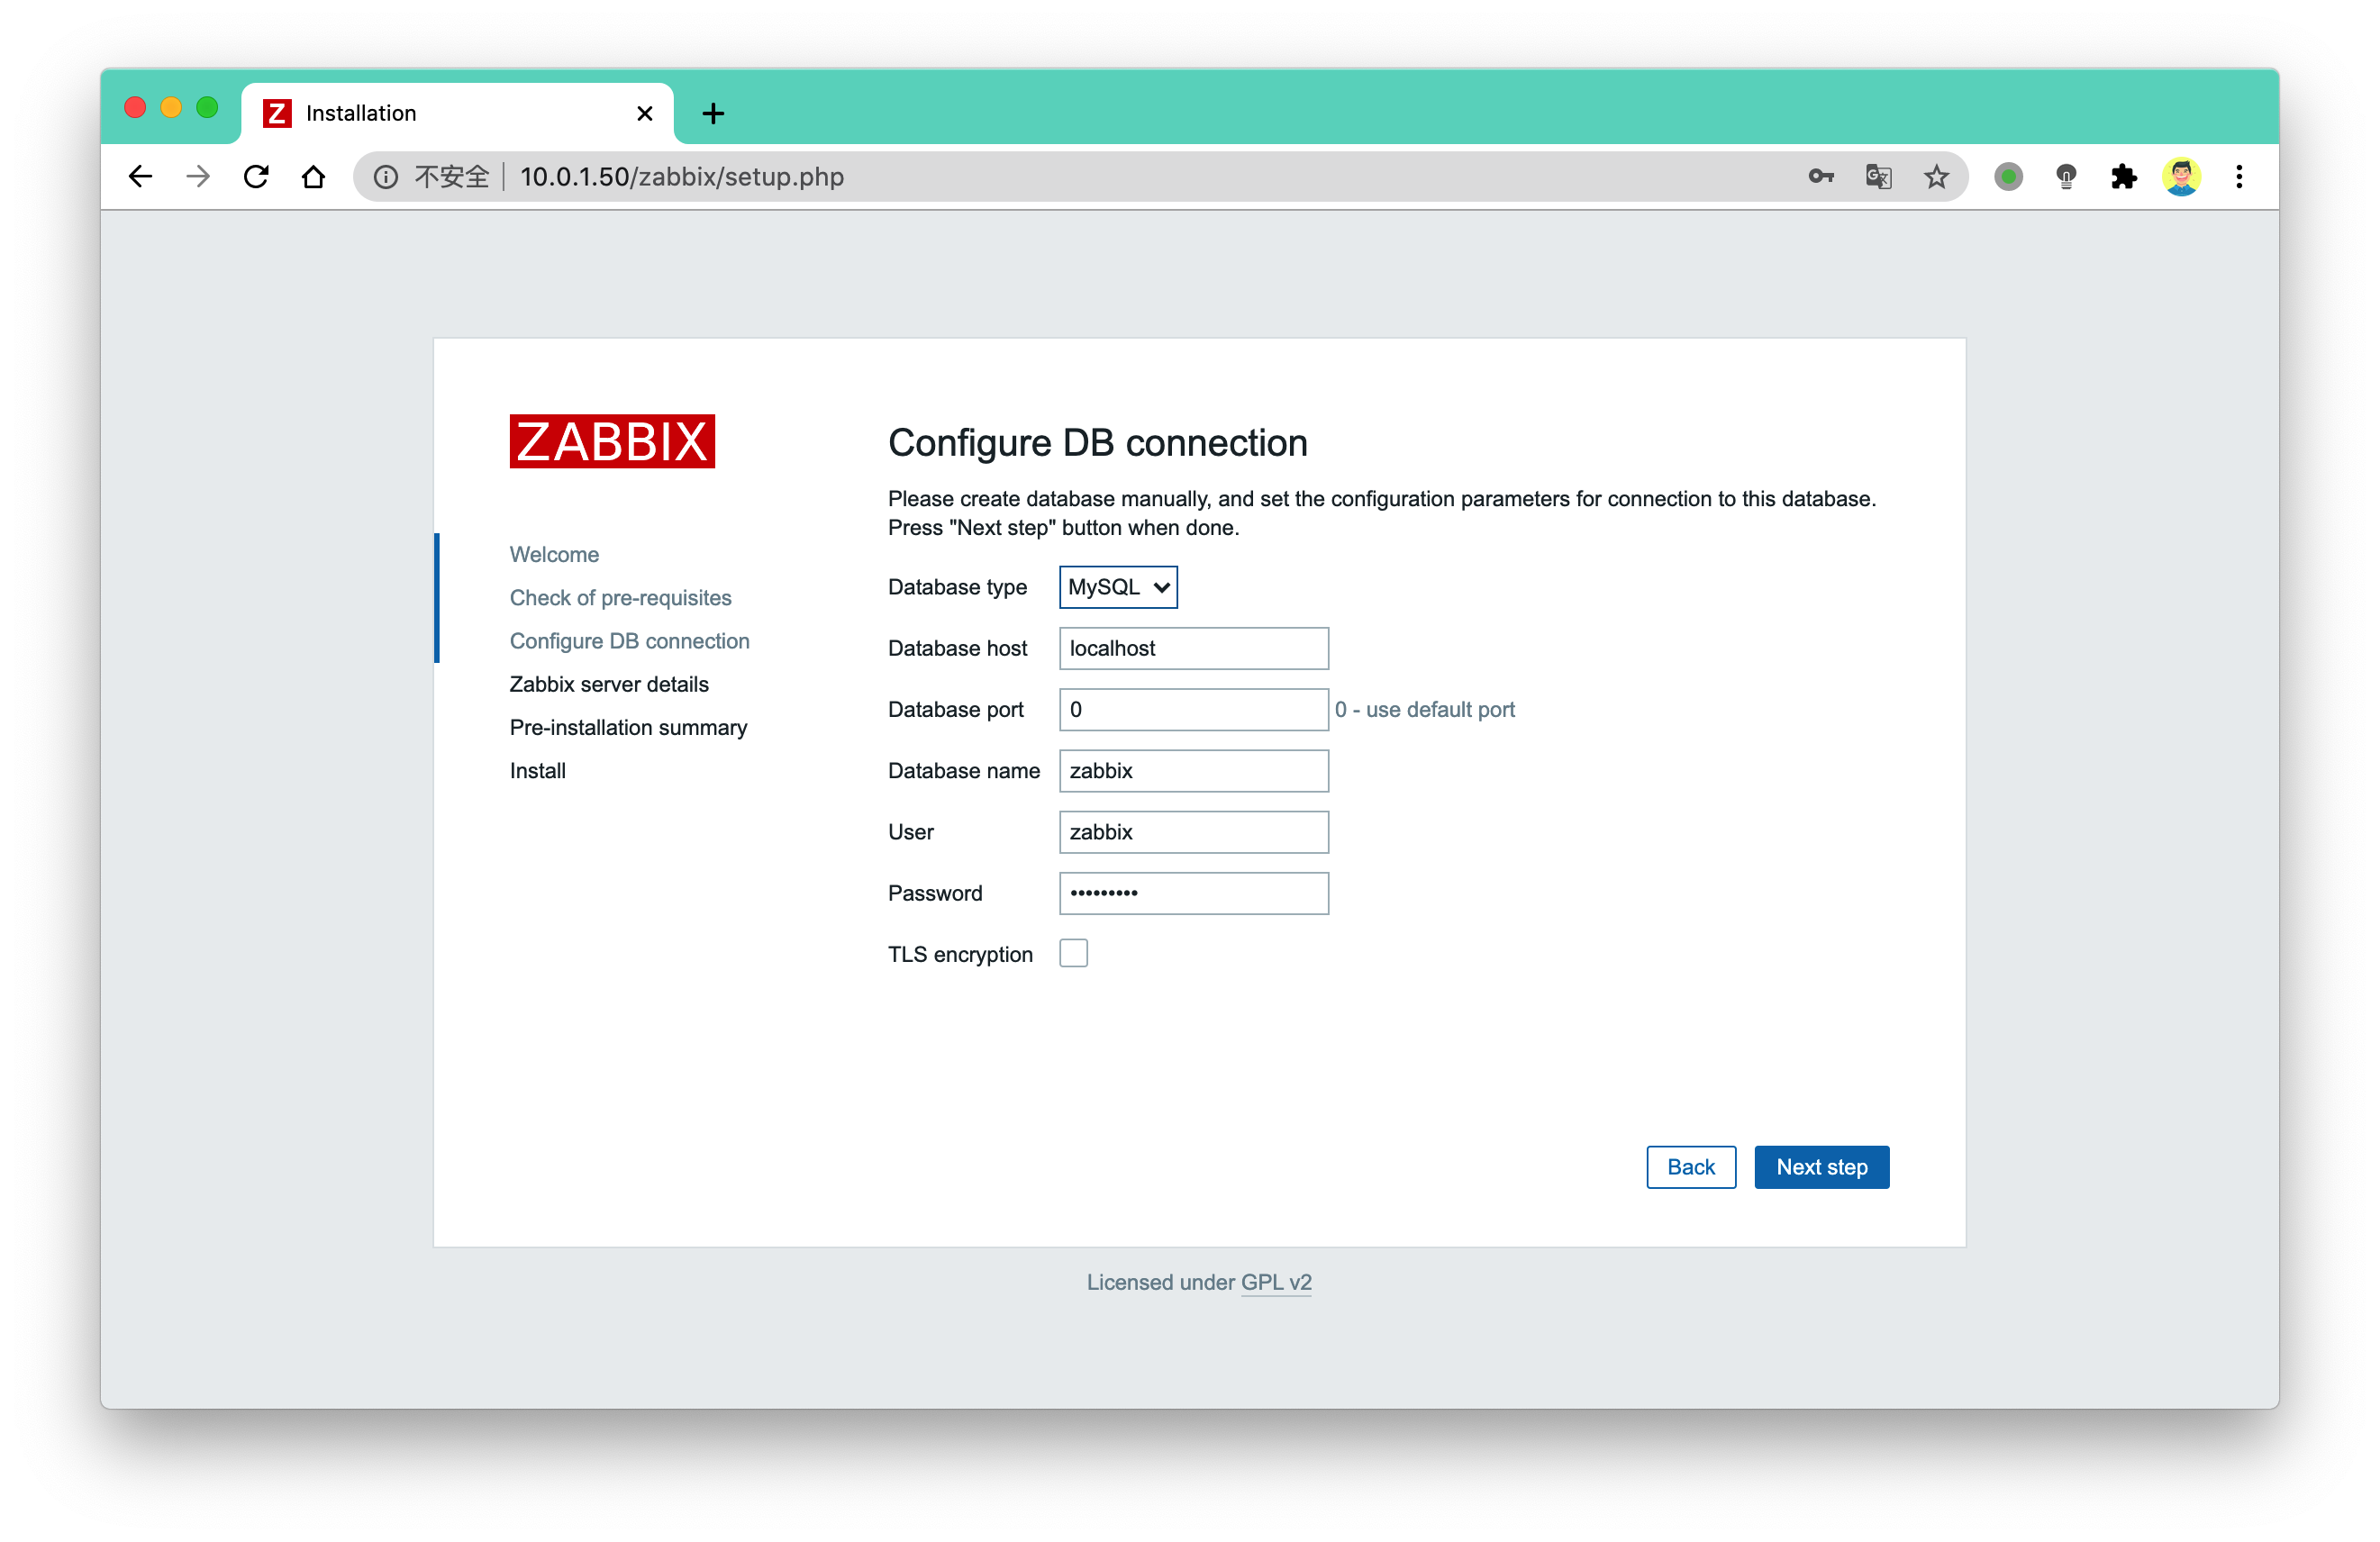 Z Installation
不安全 10.0.1.50/zabbix/setup.php
ZABBIX
Welcome
Check of pre-requisites
Configure DB connection
Zabbix server details
Pre-installation summary
Install
Configure DB connection
Please create database manually, and set the configuration parameters for connection to this database.
Press "Next step" button when done.
Database type MySQL
Database host localhost
Database port 0 0 - use default port
Database name zabbix
User zabbix
Password •••••••••
TLS encryption
Back Next step
Licensed under GPL v2